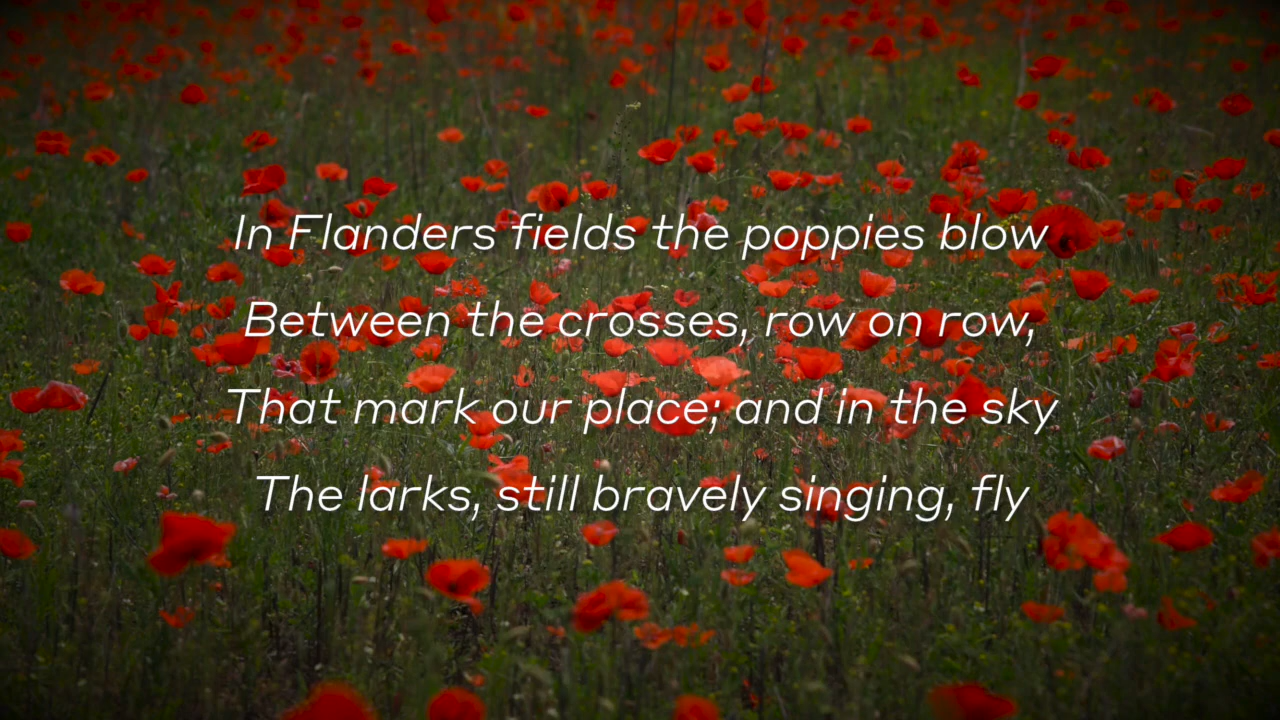 In Flanders fields the poppies blow
Between the crosses, row on row,
That mark our place; and in the sky
The larks, still bravely singing, fly